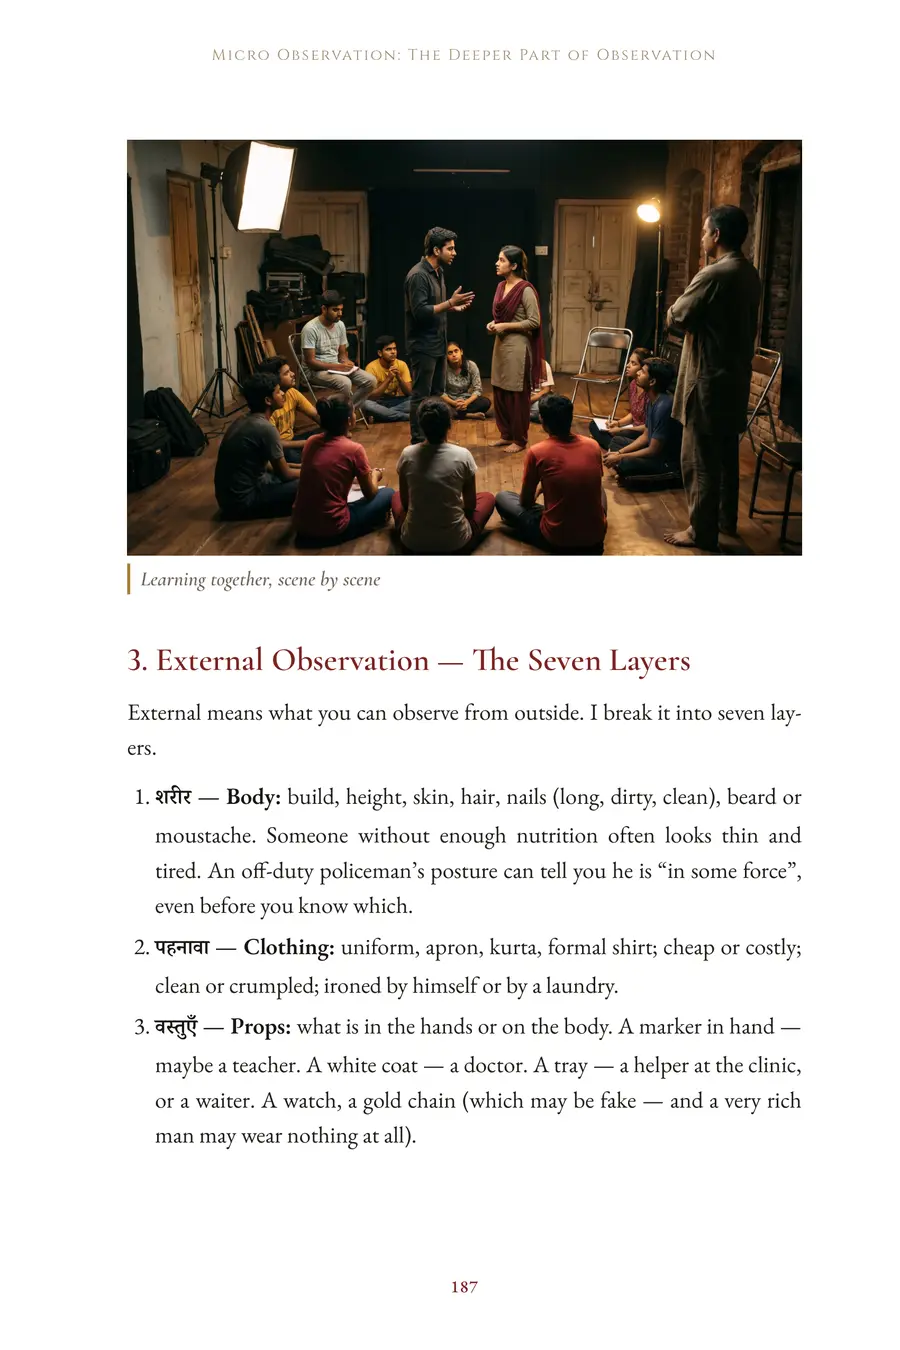 Micro Observation: The Deeper Part of Observation
Learning together, scene by scene
3. External Observation — The Seven Layers
External means what you can observe from outside. I break it into seven lay-
ers.
1. शरीर — Body: build, height, skin, hair, nails (long, dirty, clean), beard or
moustache. Someone without enough nutrition often looks thin and
tired. An off-duty policeman’s posture can tell you he is “in some force”,
even before you know which.
2. पहनावा — Clothing: uniform, apron, kurta, formal shirt; cheap or costly;
clean or crumpled; ironed by himself or by a laundry.
3. वस्तुएँ — Props: what is in the hands or on the body. A marker in hand —
maybe a teacher. A white coat — a doctor. A tray — a helper at the clinic,
or a waiter. A watch, a gold chain (which may be fake — and a very rich
man may wear nothing at all).
187